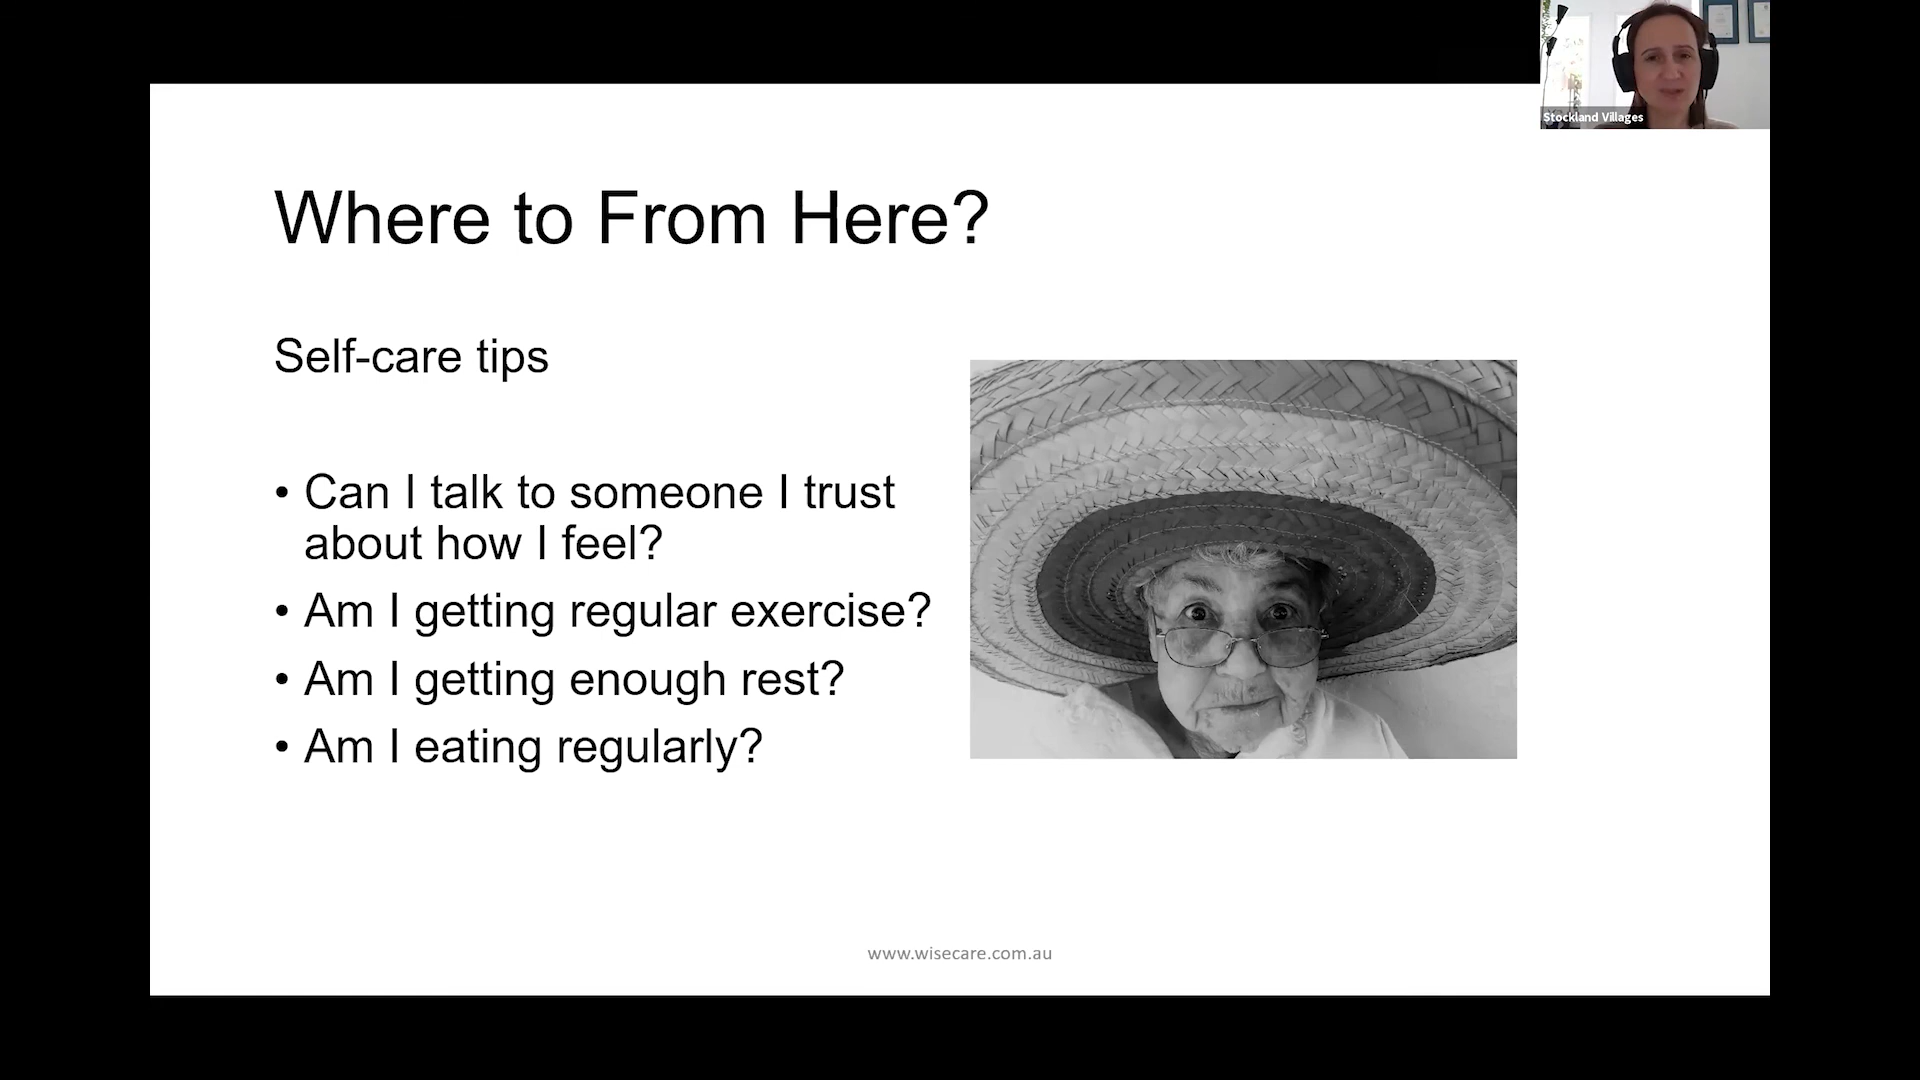 Stockland Villages
Where to From Here?
Self-care tips
• Can I talk to someone I trust
about how I feel?
• Am I getting regular exercise?
• Am I getting enough rest?
• Am I eating regularly?
www.wisecare.com.au